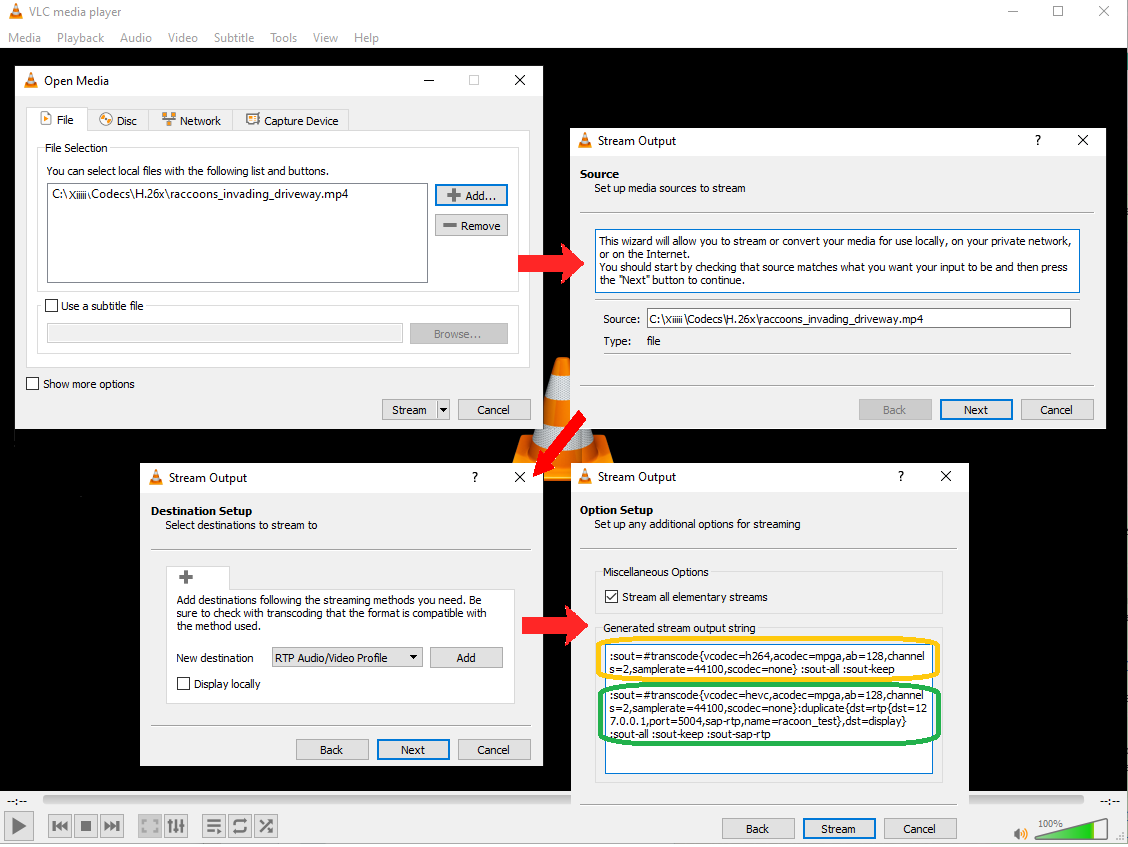 VLC media player
Media Playback Audio Video Subtitle Tools View Help
Open Media
File Disc Network Capture Device
File Selection
You can select local files with the following list and buttons.
C:\Xiiiii\Codecs\H.26x\raccoons_invading_driveway.mp4
Add...
Remove
Use a subtitle file
Browse...
Show more options
Stream Cancel
Stream Output ?
Source
Set up media sources to stream
This wizard will allow you to stream or convert your media for use locally, on your private network,
or on the Internet.
You should start by checking that source matches what you want your input to be and then press
the "Next" button to continue.
Source: C:\Xiiiii\Codecs\H.26x\raccoons_invading_driveway.mp4
Type: file
Back Next Cancel
Stream Output ?
Destination Setup
Select destinations to stream to
Add destinations following the streaming methods you need. Be
sure to check with transcoding that the format is compatible with
the method used.
New destination RTP Audio/Video Profile Add
Display locally
Back Next Cancel
Stream Output ?
Option Setup
Set up any additional options for streaming
Miscellaneous Options
Stream all elementary streams
Generated stream output string
:sout=#transcode{vcodec=h264,acodec=mpga,ab=128,channel
s=2,samplerate=44100,scodec=none} :sout-all :sout-keep
:sout=#transcode{vcodec=hevc,acodec=mpga,ab=128,channel
s=2,samplerate=44100,scodec=none}:duplicate{dst=rtp{dst=12
7.0.0.1,port=5004,sap-rtp,name=racoon_test},dst=display}
:sout-all :sout-keep :sout-sap-rtp
Back Stream Cancel
--:-- --:--
100%